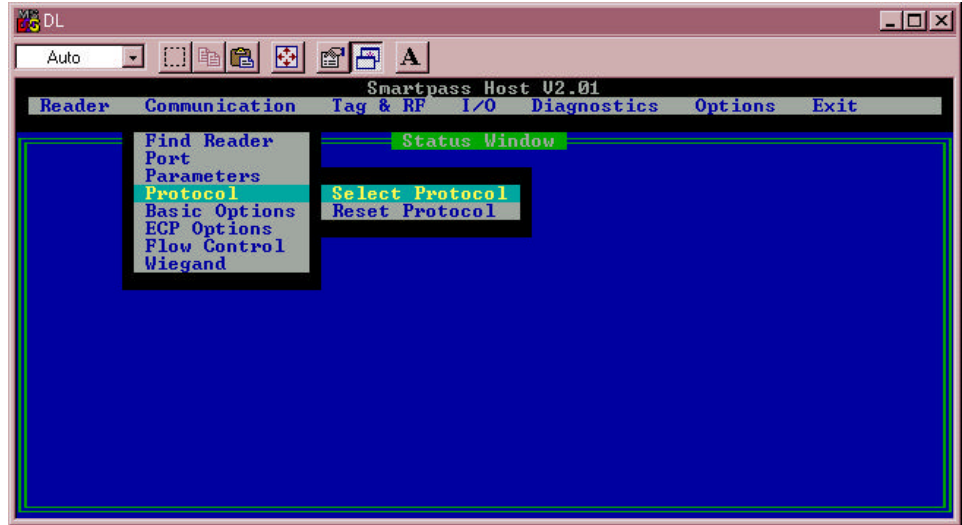 DL
Auto A
Smartpass Host V2.01
Reader Communication Tag & RF I/O Diagnostics Options Exit
Status Window
Find Reader
Port
Parameters
Protocol Select Protocol
Basic Options Reset Protocol
ECP Options
Flow Control
Wiegand